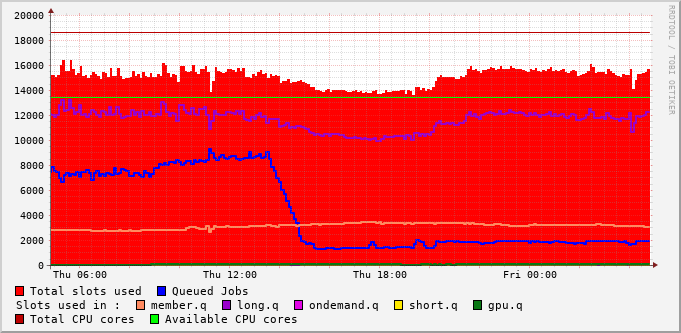 20000
18000
16000
14000
12000
10000
8000
6000
4000
2000
0
Thu 06:00 Thu 12:00 Thu 18:00 Fri 00:00
RRDTOOL / TOBI OETIKER
Total slots used Queued Jobs
Slots used in : member.q long.q ondemand.q short.q gpu.q
Total CPU cores Available CPU cores